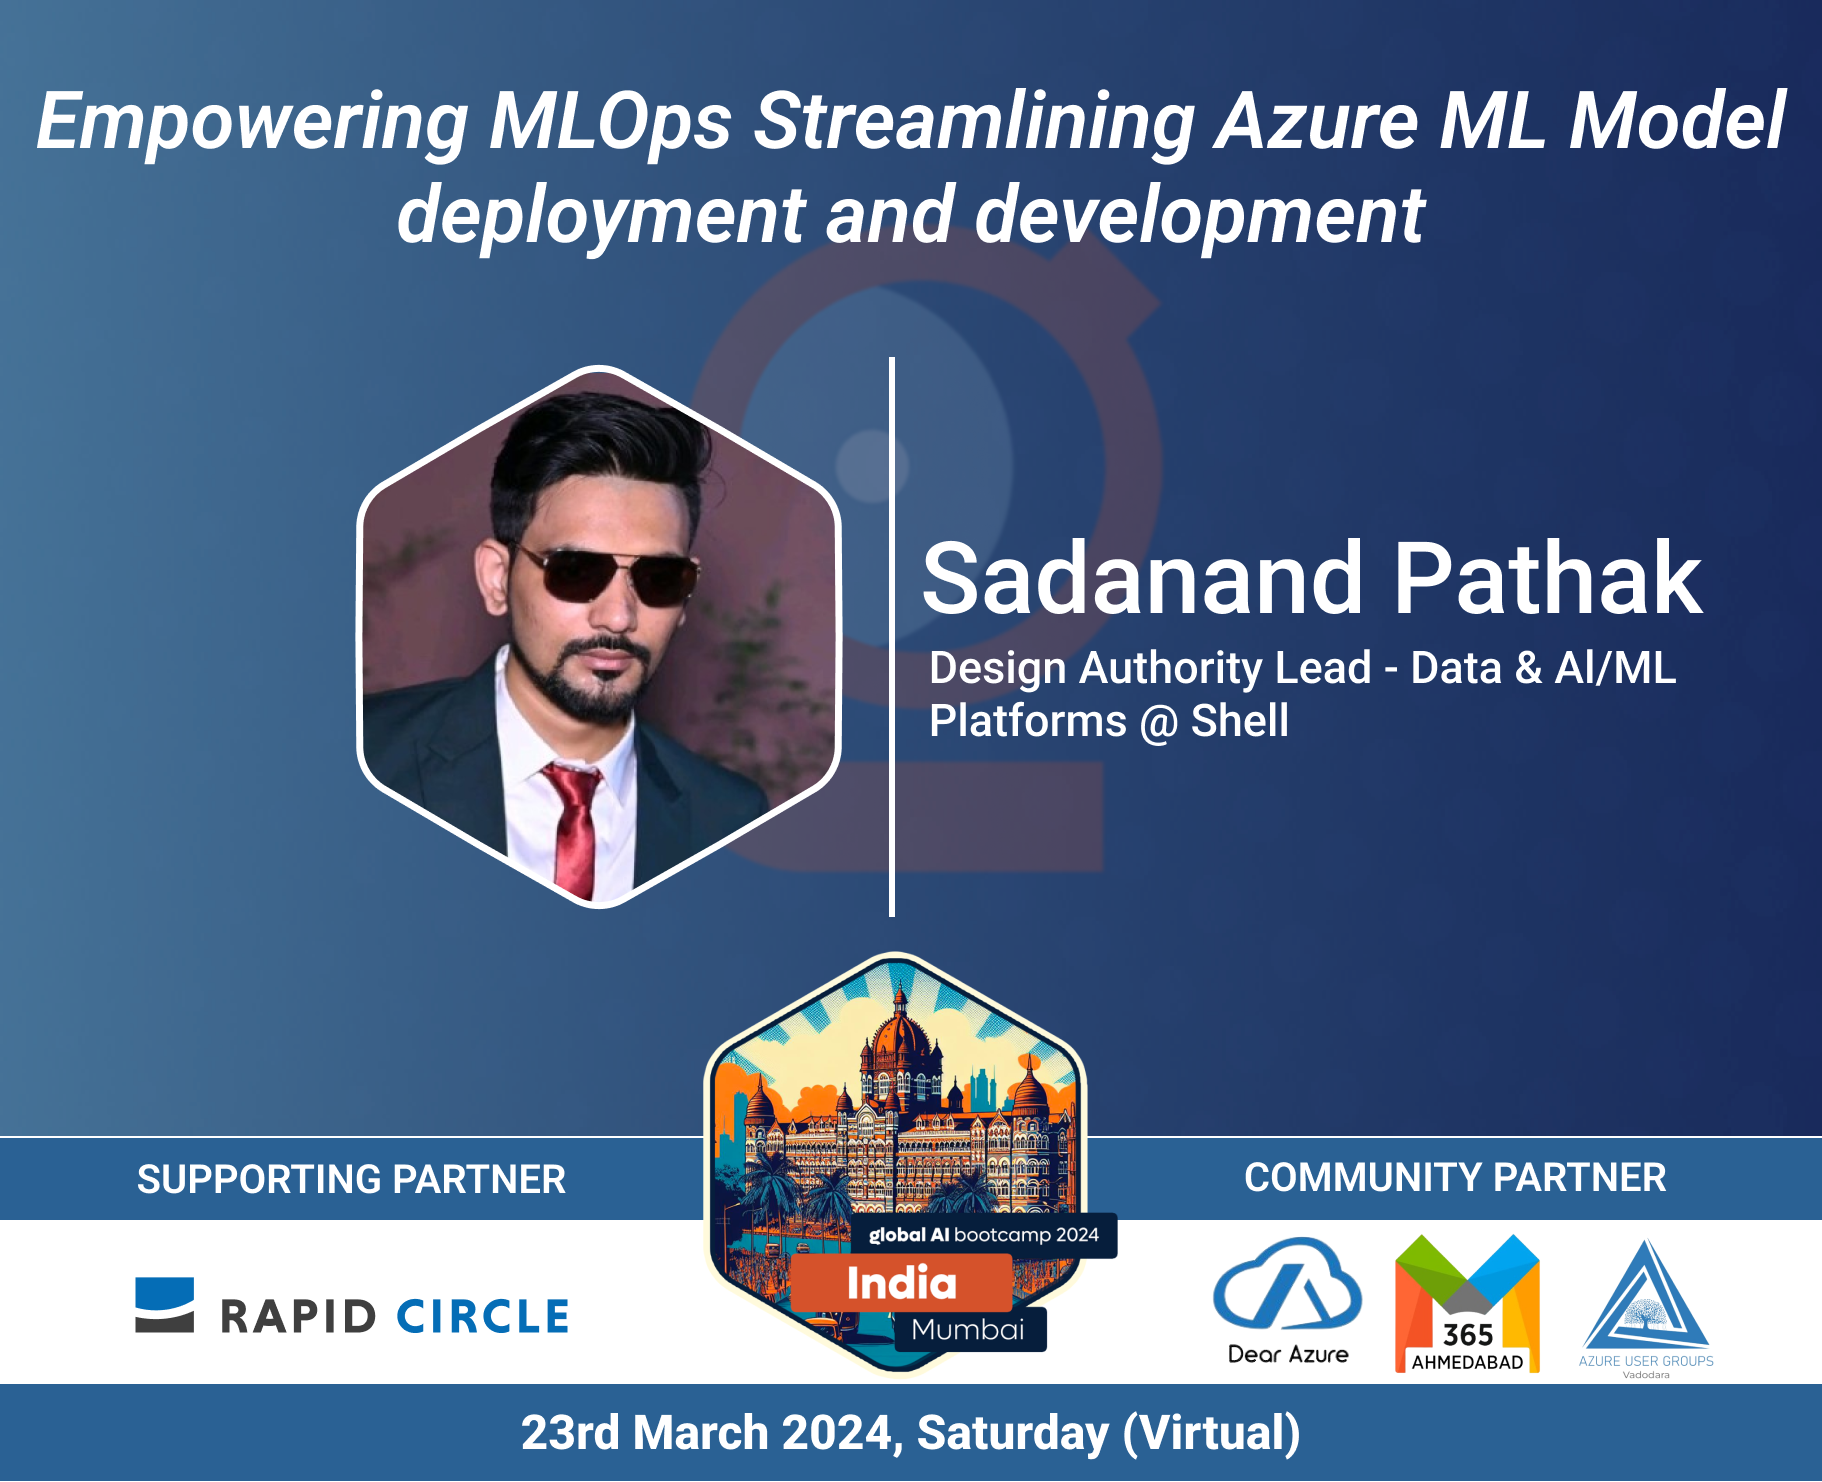 Empowering MLOps Streamlining Azure ML Model
deployment and development
Sadanand Pathak
Design Authority Lead - Data & AI/ML
Platforms @ Shell
SUPPORTING PARTNER
COMMUNITY PARTNER
global AI bootcamp 2024
India
Mumbai
RAPID CIRCLE
Dear Azure
365
AHMEDABAD
AZURE USER GROUPS
Vadodara
23rd March 2024, Saturday (Virtual)